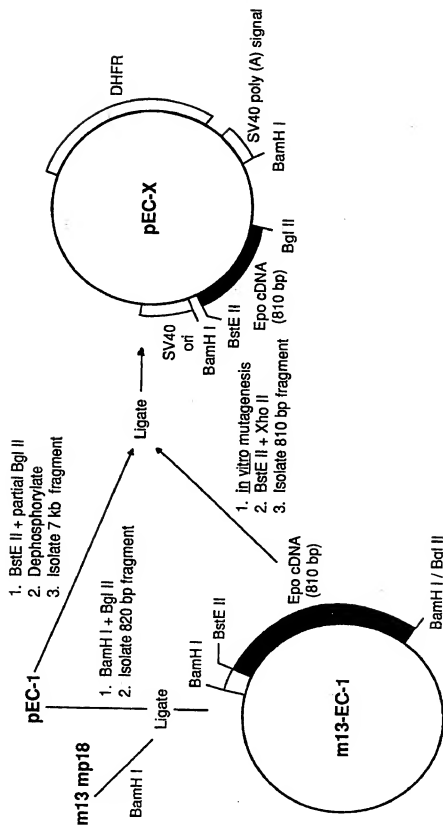 m13 mp18
BamH I
pEC-1
1. BstE II + partial Bgl II
2. Dephosphorylate
3. Isolate 7 kb fragment
Ligate
1. BamH I + Bgl II
2. Isolate 820 bp fragment
Ligate
BamH I
BstE II
Epo cDNA
(810 bp)
BamH I / Bgl II
m13-EC-1
1. in vitro mutagenesis
2. BstE II + Xho II
3. Isolate 810 bp fragment
DHFR
pEC-X
SV40 poly (A) signal
BamH I
Bgl II
SV40
ori
BamH I
BstE II
Epo cDNA
(810 bp)